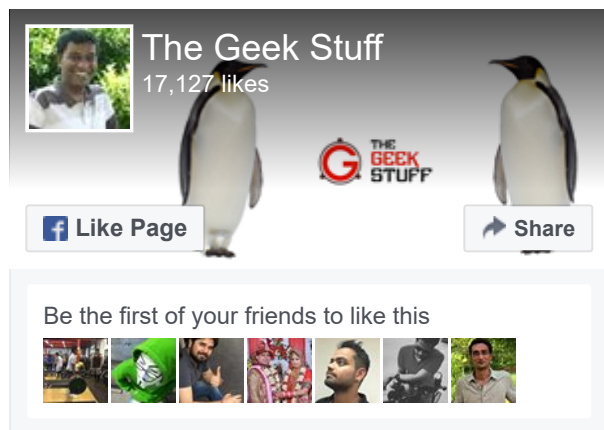 The Geek Stuff
17,127 likes
THE
GEEK
STUFF
Like Page
Share
Be the first of your friends to like this